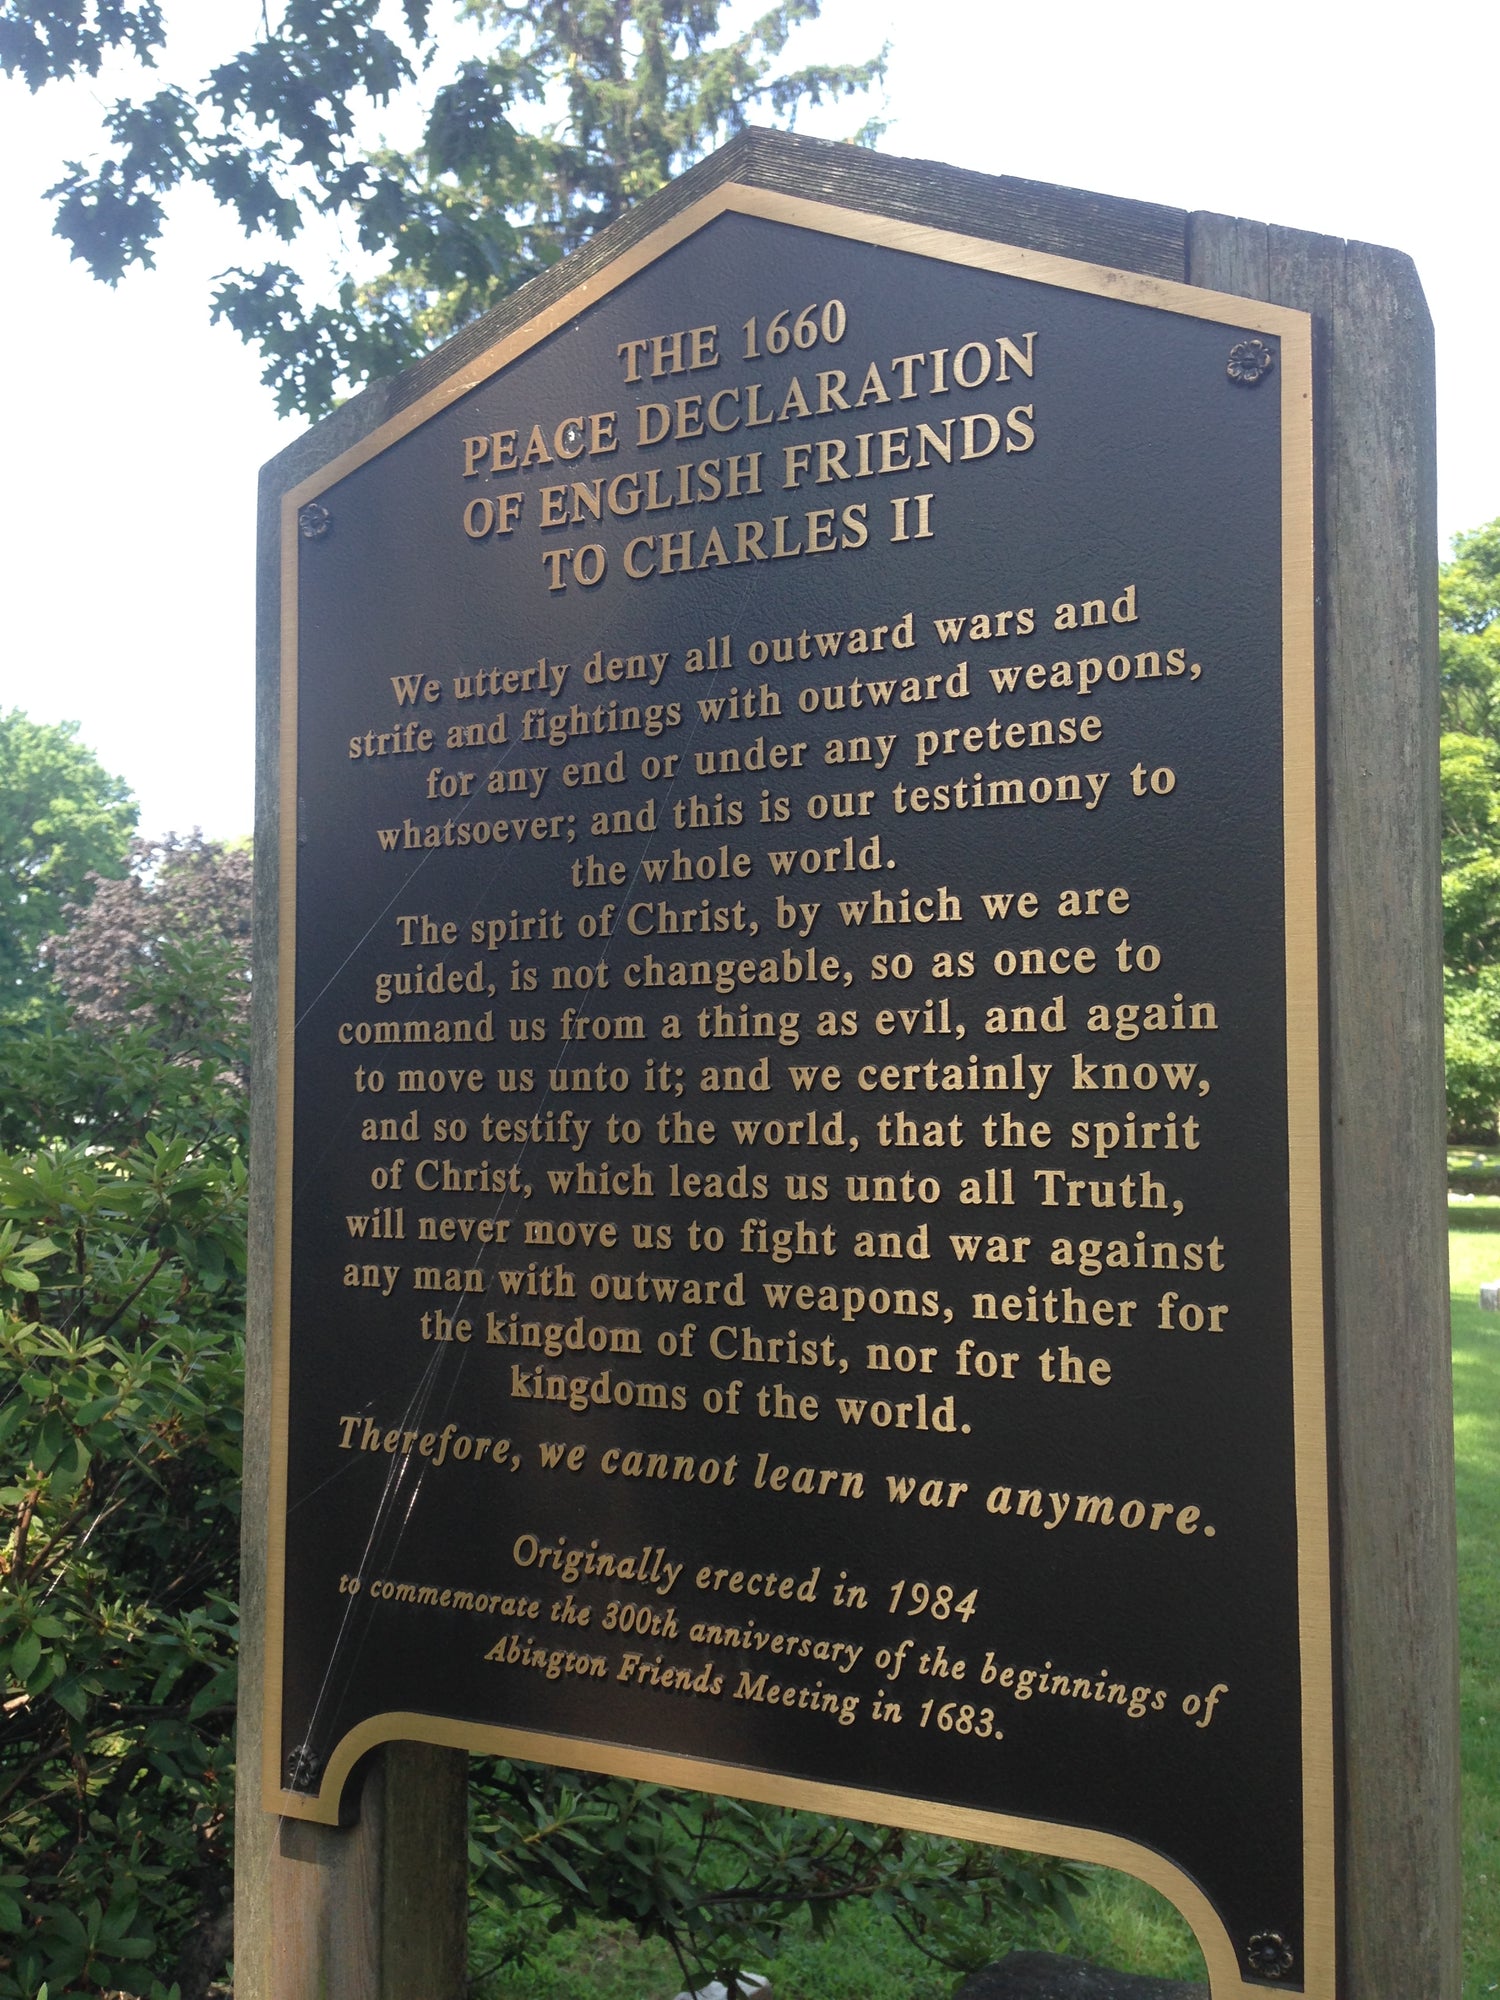 THE 1660
PEACE DECLARATION
OF ENGLISH FRIENDS
TO CHARLES II
We utterly deny all outward wars and
strife and fightings with outward weapons,
for any end or under any pretense
whatsoever; and this is our testimony to
the whole world.
The spirit of Christ, by which we are
guided, is not changeable, so as once to
command us from a thing as evil, and again
to move us unto it; and we certainly know,
and so testify to the world, that the spirit
of Christ, which leads us unto all Truth,
will never move us to fight and war against
any man with outward weapons, neither for
the kingdom of Christ, nor for the
kingdoms of the world.
Therefore, we cannot learn war anymore.
Originally erected in 1984
to commemorate the 300th anniversary of the beginnings of
Abington Friends Meeting in 1683.